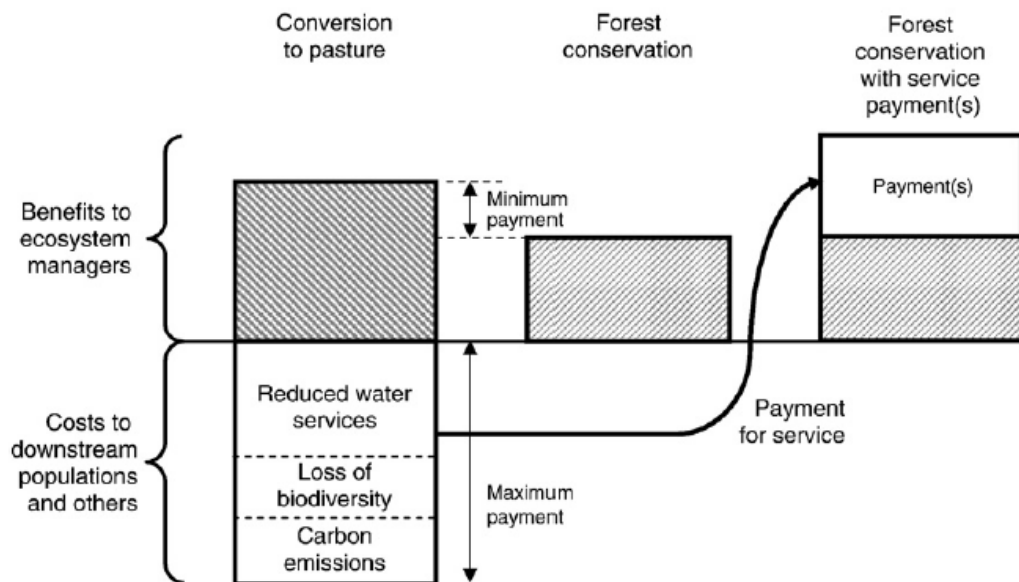 Conversion
to pasture
Forest
conservation
Forest
conservation
with service
payment(s)
Benefits to
ecosystem
managers
Minimum
payment
Payment(s)
Costs to
downstream
populations
and others
Reduced water
services
Loss of
biodiversity
Carbon
emissions
Maximum
payment
Payment
for service